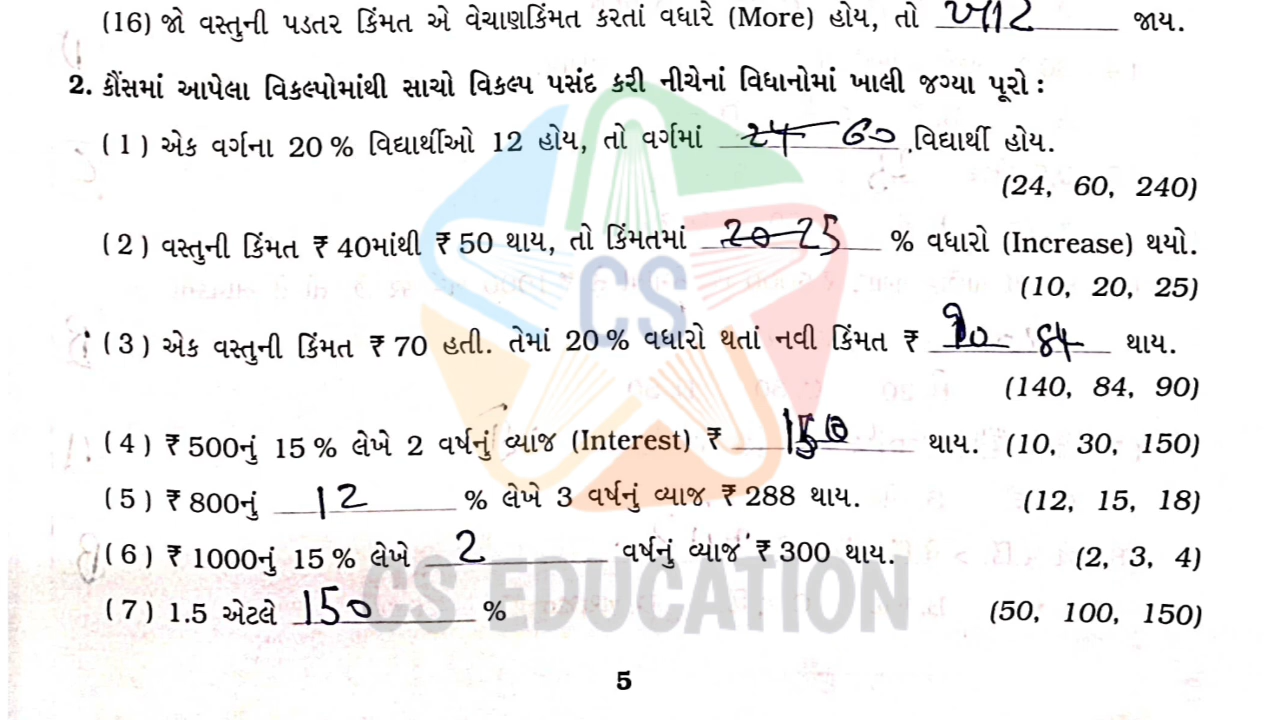 (16) જો વસ્તુની પડતર કિંમત એ વેચાણકિંમત કરતાં વધારે (More) હોય, તો ખોટ જાય.
2. કૌંસમાં આપેલા વિકલ્પોમાંથી સાચો વિકલ્પ પસંદ કરી નીચેનાં વિધાનોમાં ખાલી જગ્યા પૂરો :
(1) એક વર્ગના 20 % વિદ્યાર્થીઓ 12 હોય, તો વર્ગમાં 24 60 વિદ્યાર્થી હોય.
(24, 60, 240)
(2) વસ્તુની કિંમત ₹ 40માંથી ₹ 50 થાય, તો કિંમતમાં 20 25 % વધારો (Increase) થયો.
(10, 20, 25)
(3) એક વસ્તુની કિંમત ₹ 70 હતી. તેમાં 20 % વધારો થતાં નવી કિંમત ₹ 90 84 થાય.
(140, 84, 90)
(4) ₹ 500નું 15 % લેખે 2 વર્ષનું વ્યાજ (Interest) ₹ 150 થાય. (10, 30, 150)
(5) ₹ 800નું 12 % લેખે 3 વર્ષનું વ્યાજ ₹ 288 થાય. (12, 15, 18)
(6) ₹ 1000નું 15 % લેખે 2 વર્ષનું વ્યાજ ₹ 300 થાય. (2, 3, 4)
(7) 1.5 એટલે 150 % (50, 100, 150)
CS
CS EDUCATION
5